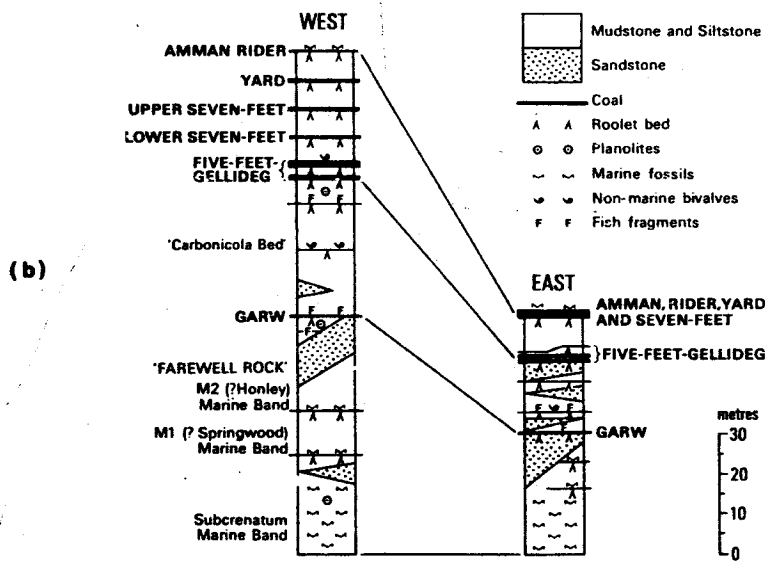 (b)
WEST
AMMAN RIDER
YARD
UPPER SEVEN-FEET
LOWER SEVEN-FEET
FIVE-FEET-
GELLIDEG
'Carbonicola Bed'
GARW
'FAREWELL ROCK'
M2 (?Honley)
Marine Band
M1 (? Springwood)
Marine Band
Subcrenatum
Marine Band
Mudstone and Siltstone
Sandstone
Coal
Roolet bed
Planolites
Marine fossils
Non-marine bivalves
F F Fish fragments
EAST
AMMAN, RIDER, YARD
AND SEVEN-FEET
FIVE-FEET-GELLIDEG
GARW
metres
30
20
10
0